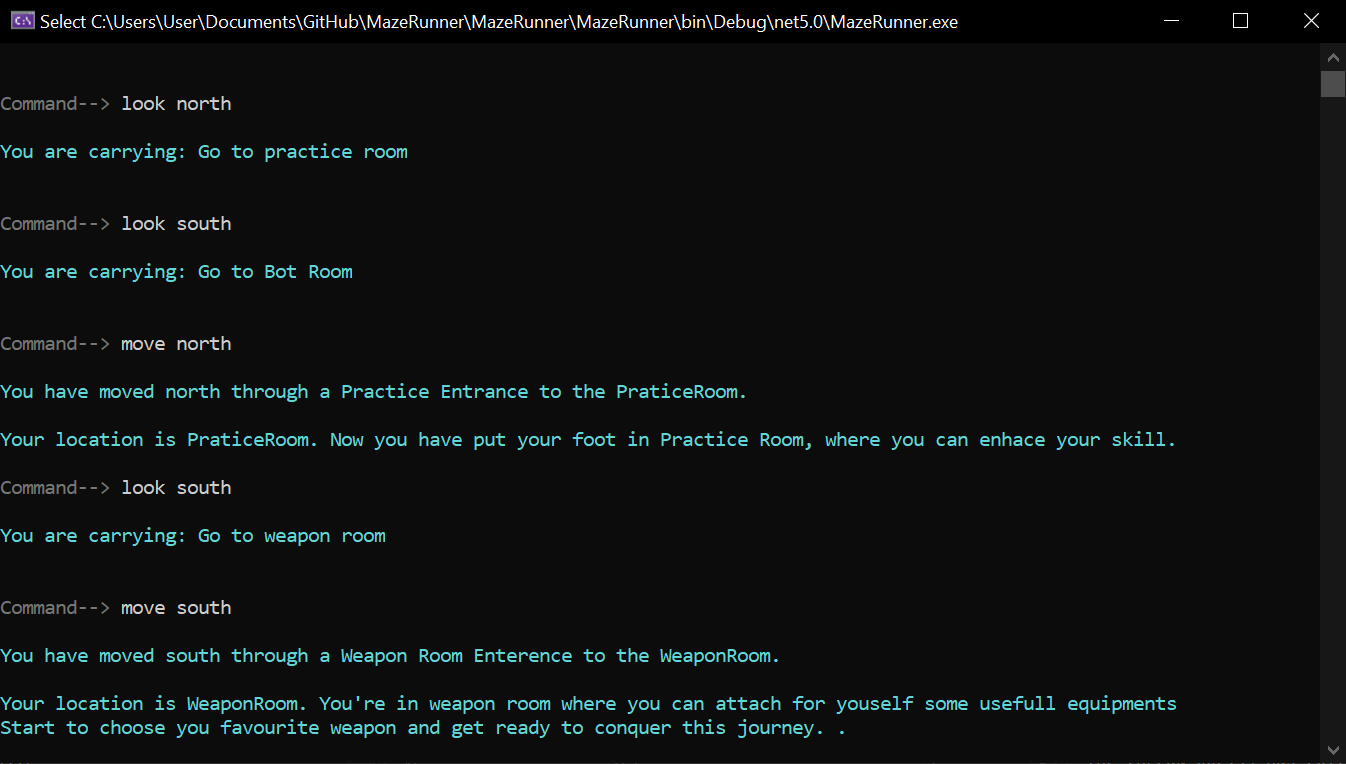 Select C:\Users\User\Documents\GitHub\MazeRunner\MazeRunner\MazeRunner\bin\Debug\net5.0\MazeRunner.exe
Command--> look north
You are carrying: Go to practice room
Command--> look south
You are carrying: Go to Bot Room
Command--> move north
You have moved north through a Practice Entrance to the PraticeRoom.
Your location is PraticeRoom. Now you have put your foot in Practice Room, where you can enhace your skill.
Command--> look south
You are carrying: Go to weapon room
Command--> move south
You have moved south through a Weapon Room Enterence to the WeaponRoom.
Your location is WeaponRoom. You're in weapon room where you can attach for youself some usefull equipments
Start to choose you favourite weapon and get ready to conquer this journey. .